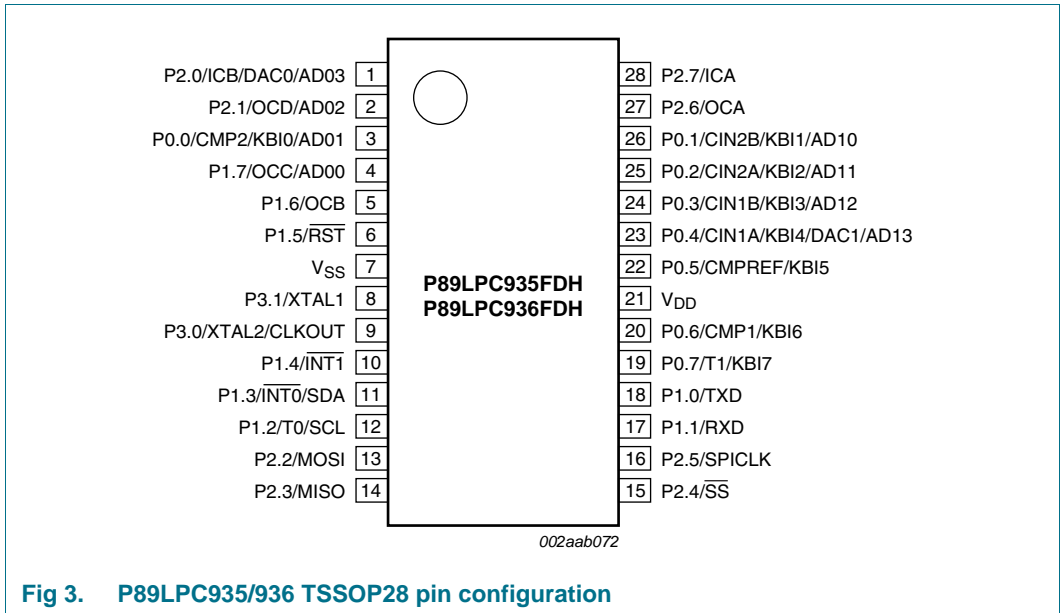 P2.0/ICB/DAC0/AD03 1
P2.1/OCD/AD02 2
P0.0/CMP2/KBI0/AD01 3
P1.7/OCC/AD00 4
P1.6/OCB 5
P1.5/R̅S̅T̅ 6
VSS 7
P3.1/XTAL1 8
P3.0/XTAL2/CLKOUT 9
P1.4/I̅N̅T̅1̅ 10
P1.3/I̅N̅T̅0̅/SDA 11
P1.2/T0/SCL 12
P2.2/MOSI 13
P2.3/MISO 14
P89LPC935FDH
P89LPC936FDH
28 P2.7/ICA
27 P2.6/OCA
26 P0.1/CIN2B/KBI1/AD10
25 P0.2/CIN2A/KBI2/AD11
24 P0.3/CIN1B/KBI3/AD12
23 P0.4/CIN1A/KBI4/DAC1/AD13
22 P0.5/CMPREF/KBI5
21 VDD
20 P0.6/CMP1/KBI6
19 P0.7/T1/KBI7
18 P1.0/TXD
17 P1.1/RXD
16 P2.5/SPICLK
15 P2.4/S̅S̅
002aab072
Fig 3. P89LPC935/936 TSSOP28 pin configuration